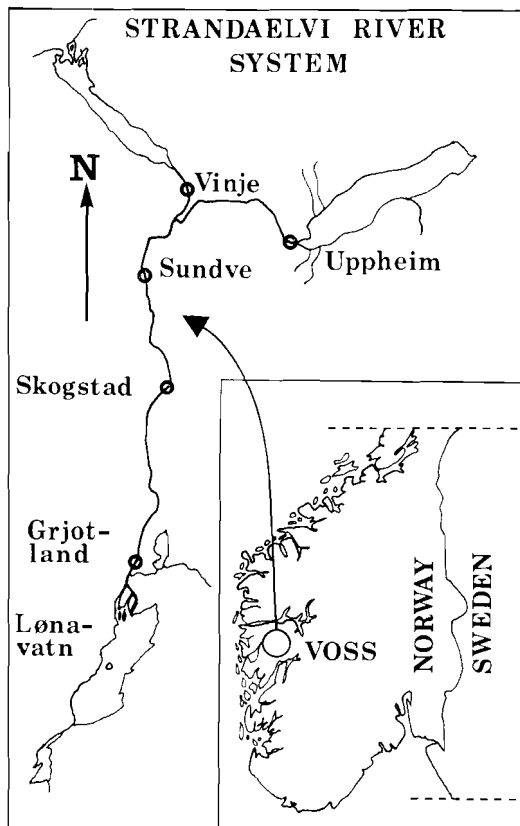 STRANDAELVI RIVER
SYSTEM
N
Vinje
Uppheim
Sundve
Skogstad
Grjot-
land
Løna-
vatn
VOSS
NORWAY
SWEDEN